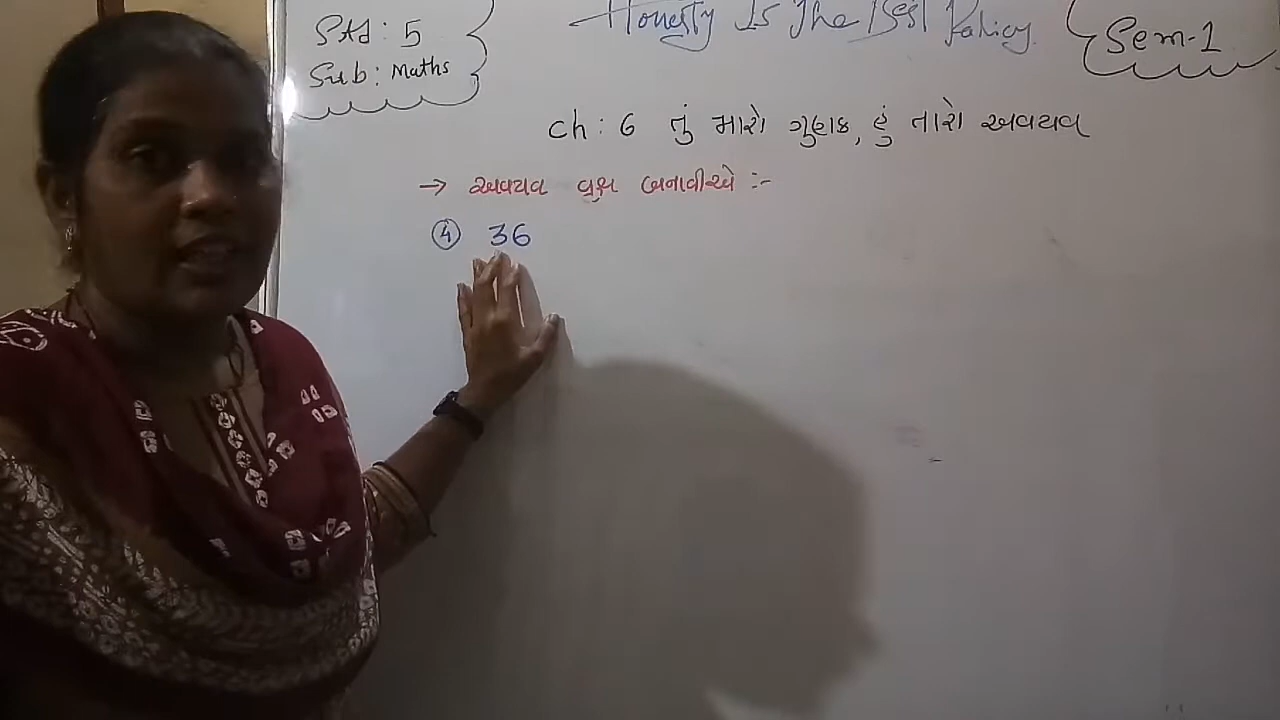 Honesty Is The Best Policy
Std : 5
Sub : Maths
Sem-1
ch : 6 તું મારો ગુણક, હું તારો અવયવ
→ અવયવ વૃક્ષ બનાવીએ :-
④ 36